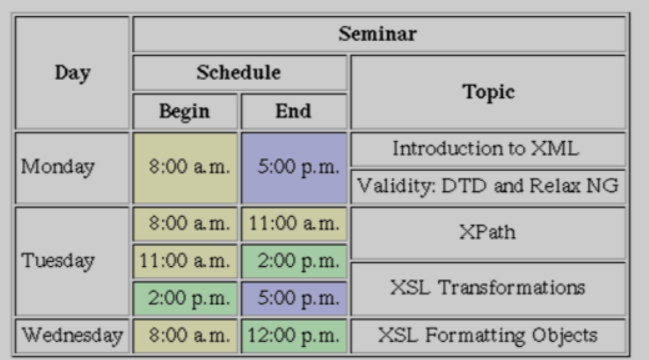 Seminar
Day
Schedule
Topic
Begin
End
Monday
8:00 a.m.
5:00 p.m.
Introduction to XML
Validity: DTD and Relax NG
Tuesday
8:00 a.m.
11:00 a.m.
XPath
11:00 a.m.
2:00 p.m.
XSL Transformations
2:00 p.m.
5:00 p.m.
Wednesday
8:00 a.m.
12:00 p.m.
XSL Formatting Objects